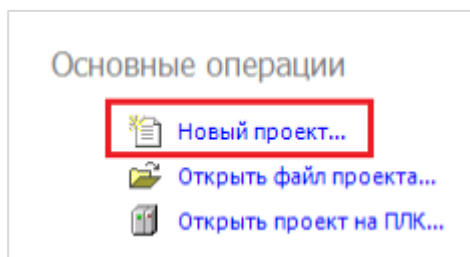 Основные операции
Новый проект...
Открыть файл проекта...
Открыть проект на ПЛК...